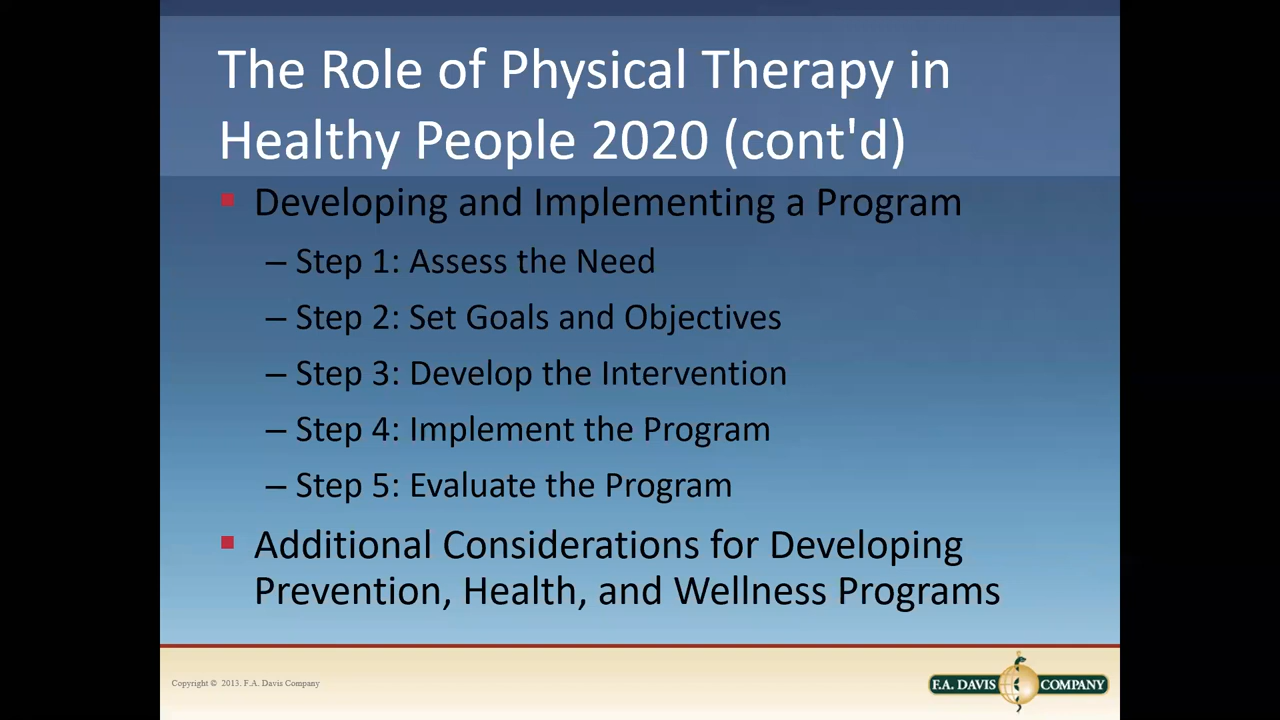 The Role of Physical Therapy in
Healthy People 2020 (cont'd)
▪ Developing and Implementing a Program
– Step 1: Assess the Need
– Step 2: Set Goals and Objectives
– Step 3: Develop the Intervention
– Step 4: Implement the Program
– Step 5: Evaluate the Program
▪ Additional Considerations for Developing
Prevention, Health, and Wellness Programs
Copyright © 2013. F.A. Davis Company
F.A. DAVIS COMPANY